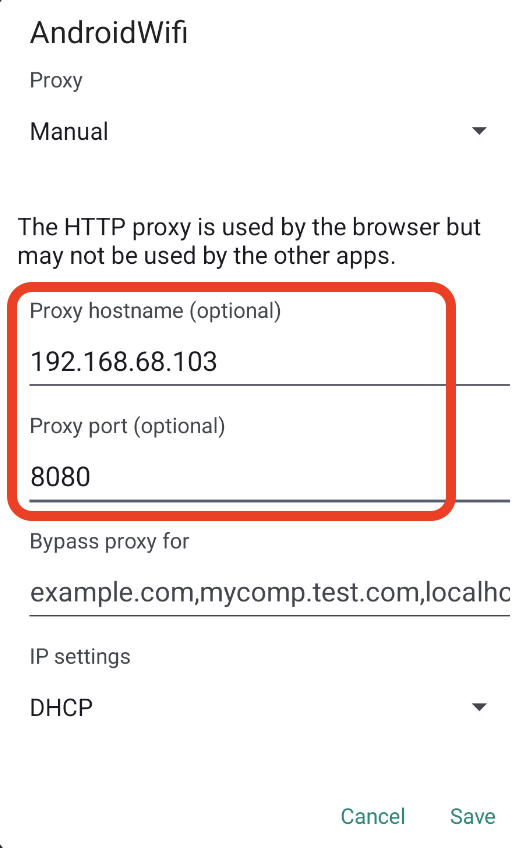 AndroidWifi
Proxy
Manual
The HTTP proxy is used by the browser but
may not be used by the other apps.
Proxy hostname (optional)
192.168.68.103
Proxy port (optional)
8080
Bypass proxy for
example.com,mycomp.test.com,localho
IP settings
DHCP
Cancel Save